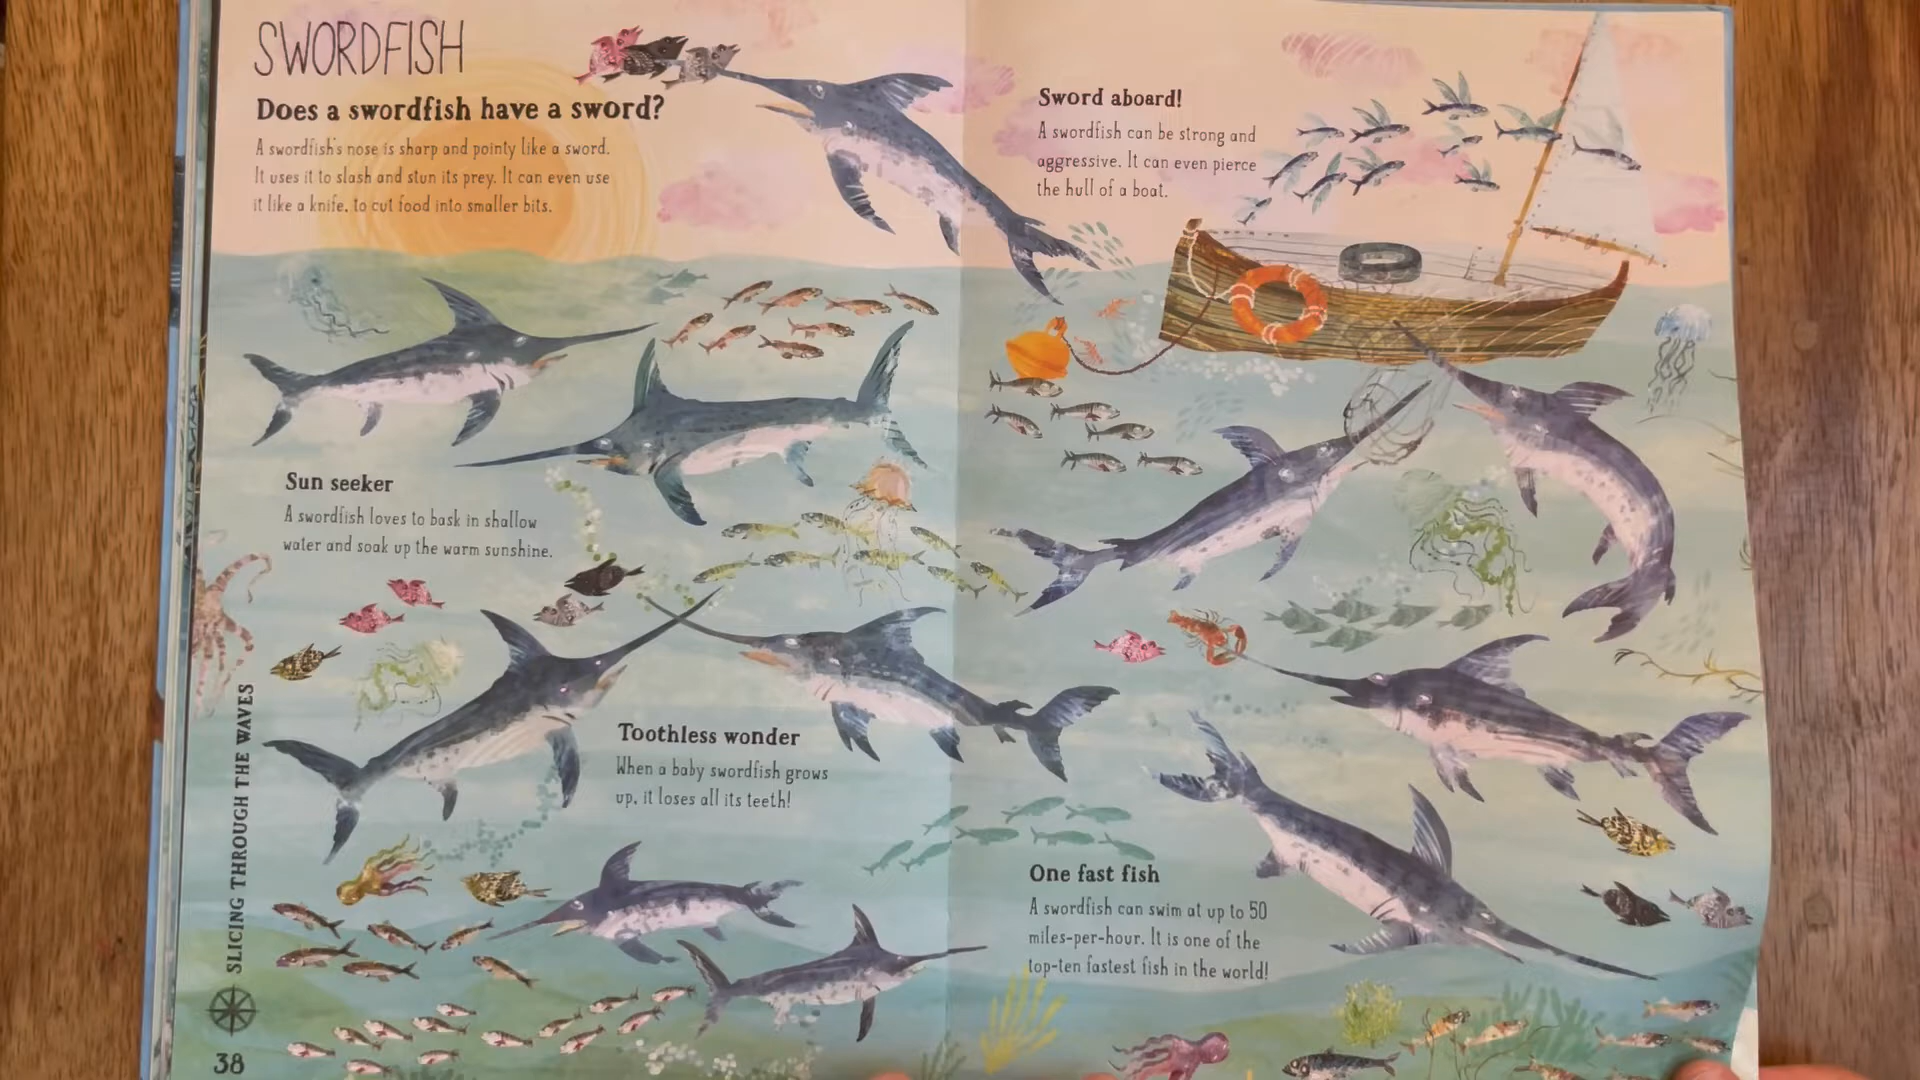 SWORDFISH
Does a swordfish have a sword?
A swordfish's nose is sharp and pointy like a sword.
It uses it to slash and stun its prey. It can even use
it like a knife, to cut food into smaller bits.
Sun seeker
A swordfish loves to bask in shallow
water and soak up the warm sunshine.
Toothless wonder
When a baby swordfish grows
up, it loses all its teeth!
SLICING THROUGH THE WAVES
38
Sword aboard!
A swordfish can be strong and
aggressive. It can even pierce
the hull of a boat.
One fast fish
A swordfish can swim at up to 50
miles-per-hour. It is one of the
top-ten fastest fish in the world!